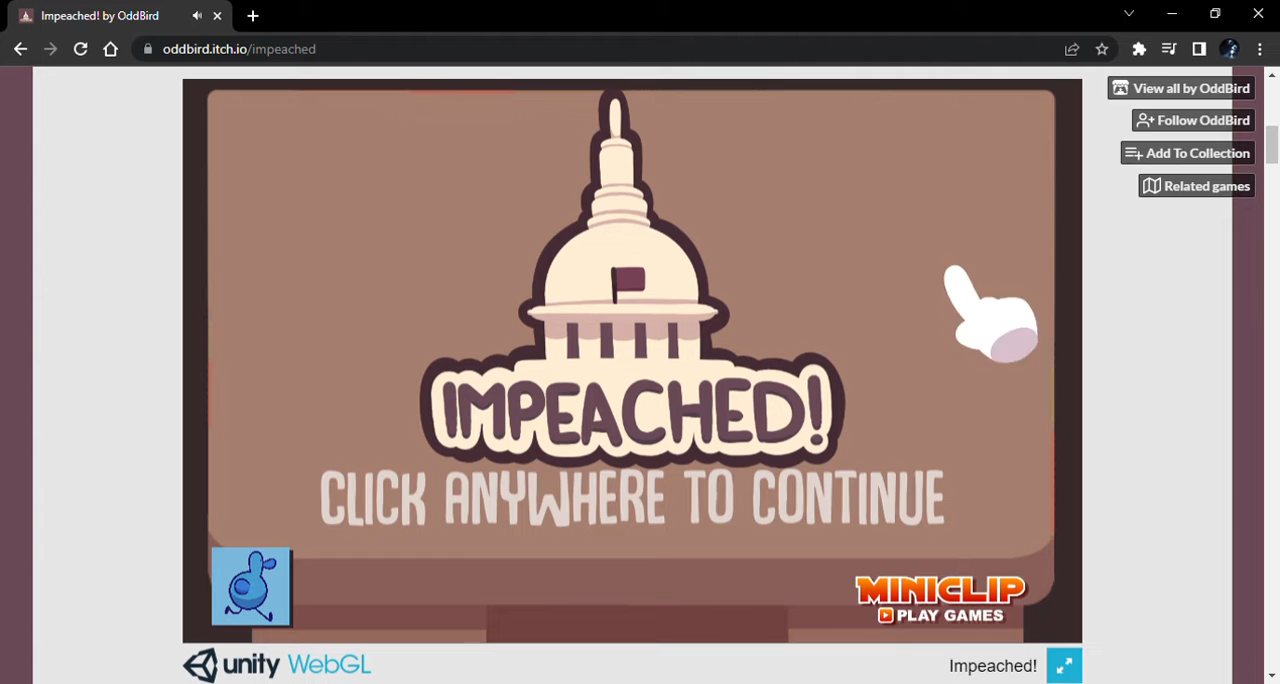 Impeached! by OddBird
oddbird.itch.io/impeached
View all by OddBird
Follow OddBird
Add To Collection
Related games
IMPEACHED!
CLICK ANYWHERE TO CONTINUE
MINICLIP
PLAY GAMES
unity WebGL
Impeached!